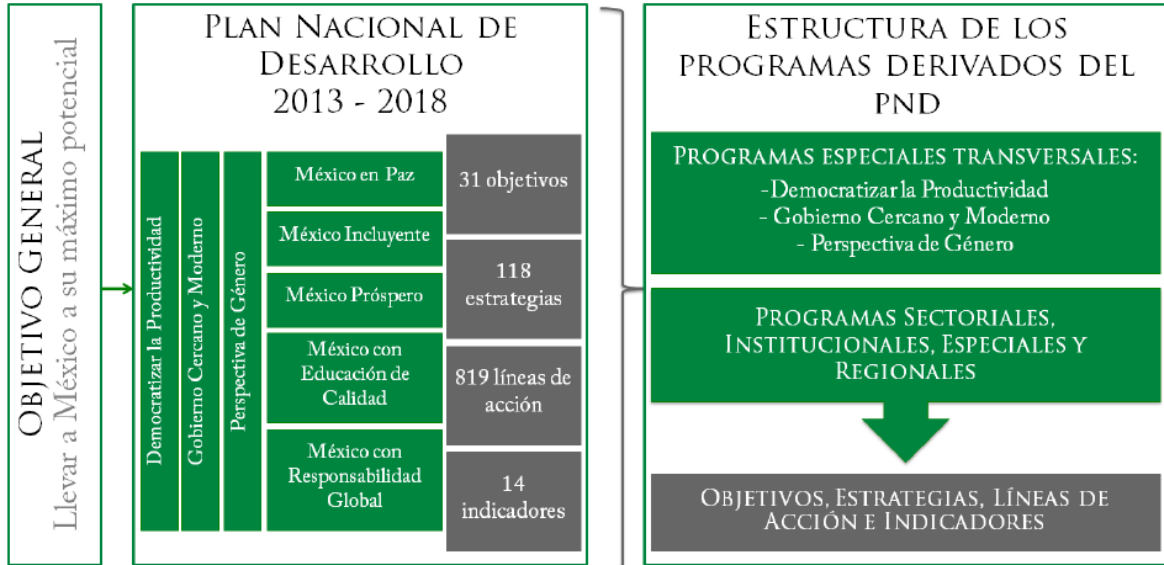 OBJETIVO GENERAL
Llevar a México a su máximo potencial
PLAN NACIONAL DE
DESARROLLO
2013 - 2018
Democratizar la Productividad
Gobierno Cercano y Moderno
Perspectiva de Género
México en Paz
México Incluyente
México Próspero
México con
Educación de
Calidad
México con
Responsabilidad
Global
31 objetivos
118
estrategias
819 líneas de
acción
14
indicadores
ESTRUCTURA DE LOS
PROGRAMAS DERIVADOS DEL
PND
PROGRAMAS ESPECIALES TRANSVERSALES:
-Democratizar la Productividad
- Gobierno Cercano y Moderno
- Perspectiva de Género
PROGRAMAS SECTORIALES,
INSTITUCIONALES, ESPECIALES Y
REGIONALES
OBJETIVOS, ESTRATEGIAS, LÍNEAS DE
ACCIÓN E INDICADORES